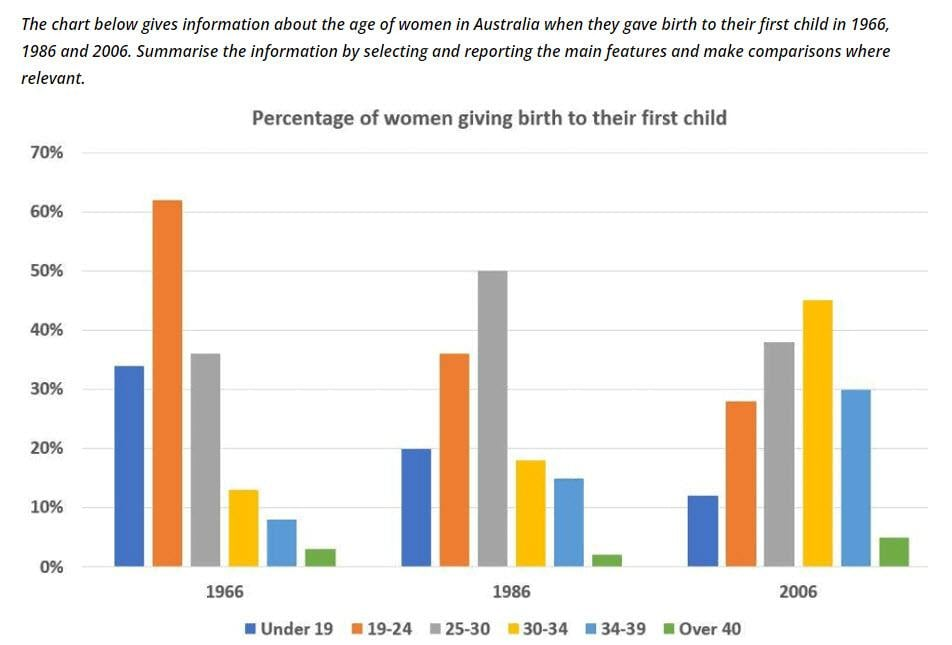 The chart below gives information about the age of women in Australia when they gave birth to their first child in 1966,
1986 and 2006. Summarise the information by selecting and reporting the main features and make comparisons where
relevant.
Percentage of women giving birth to their first child
70%
60%
50%
40%
30%
20%
10%
0%
1966 1986 2006
Under 19 19-24 25-30 30-34 34-39 Over 40